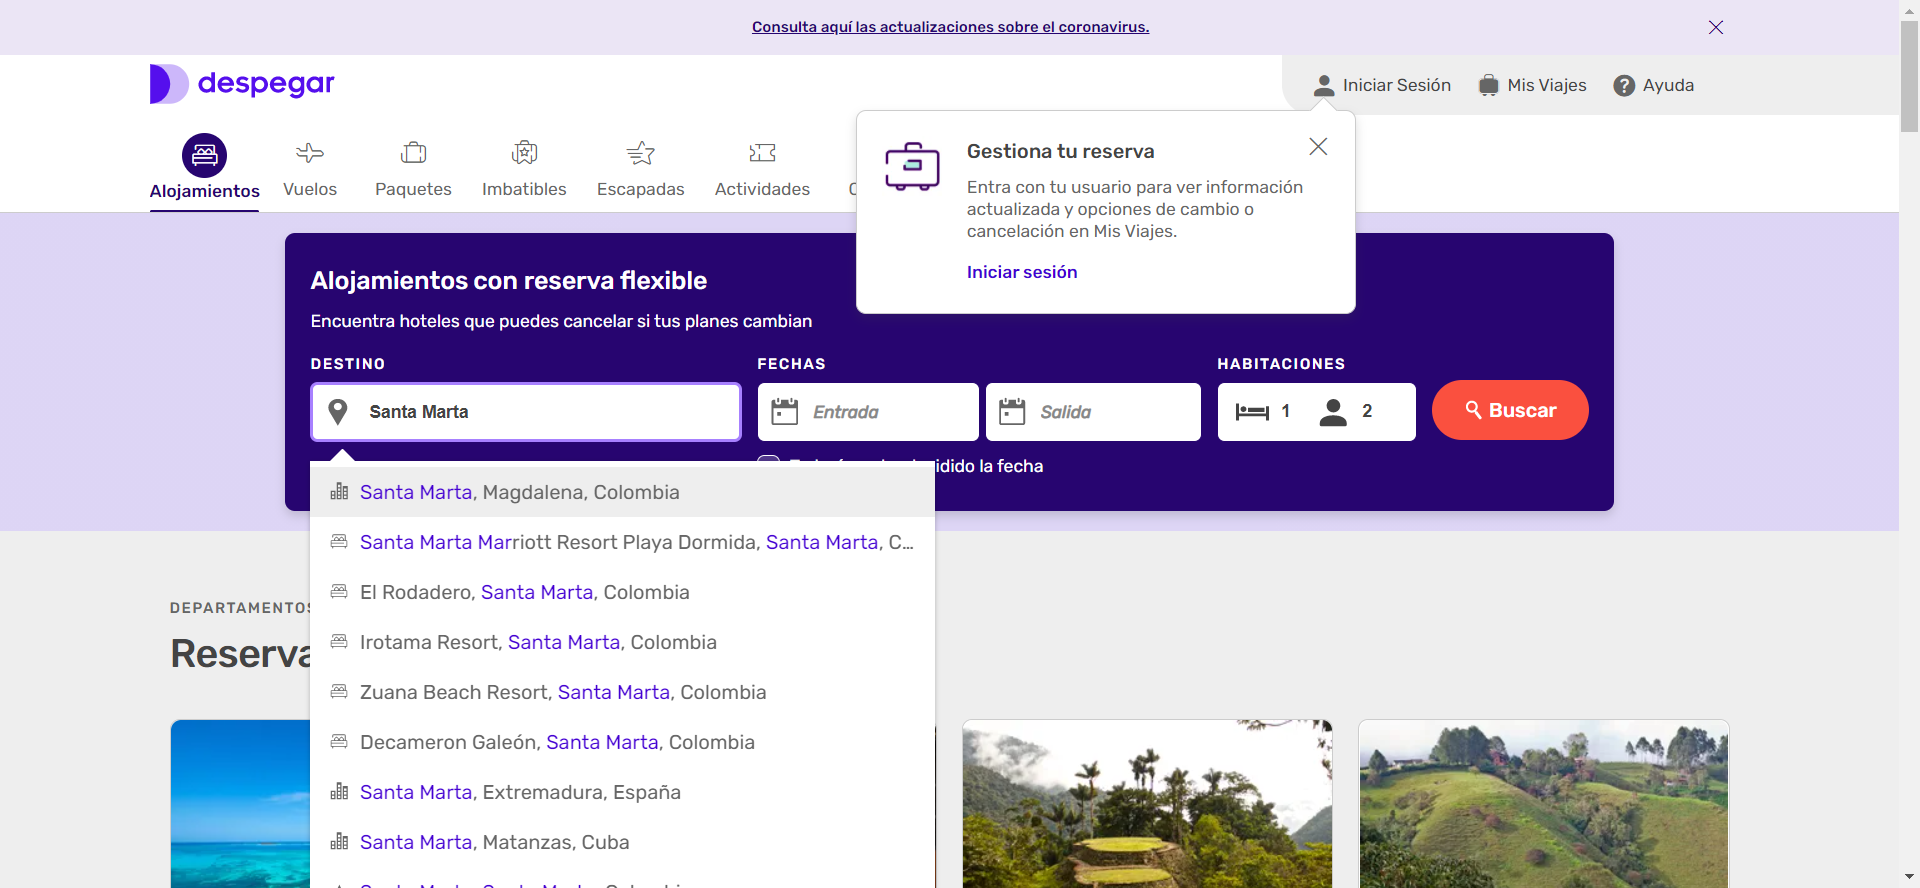 Consulta aquí las actualizaciones sobre el coronavirus.
despegar
Iniciar Sesión
Mis Viajes
Ayuda
Alojamientos
Vuelos
Paquetes
Imbatibles
Escapadas
Actividades
Gestiona tu reserva
Entra con tu usuario para ver información
actualizada y opciones de cambio o
cancelación en Mis Viajes.
Iniciar sesión
Alojamientos con reserva flexible
Encuentra hoteles que puedes cancelar si tus planes cambian
DESTINO
FECHAS
HABITACIONES
Santa Marta
Entrada
Salida
1
2
Buscar
idido la fecha
Santa Marta, Magdalena, Colombia
Santa Marta Marriott Resort Playa Dormida, Santa Marta, C...
El Rodadero, Santa Marta, Colombia
Irotama Resort, Santa Marta, Colombia
Zuana Beach Resort, Santa Marta, Colombia
Decameron Galeón, Santa Marta, Colombia
Santa Marta, Extremadura, España
Santa Marta, Matanzas, Cuba
DEPARTAMENTOS
Reserva